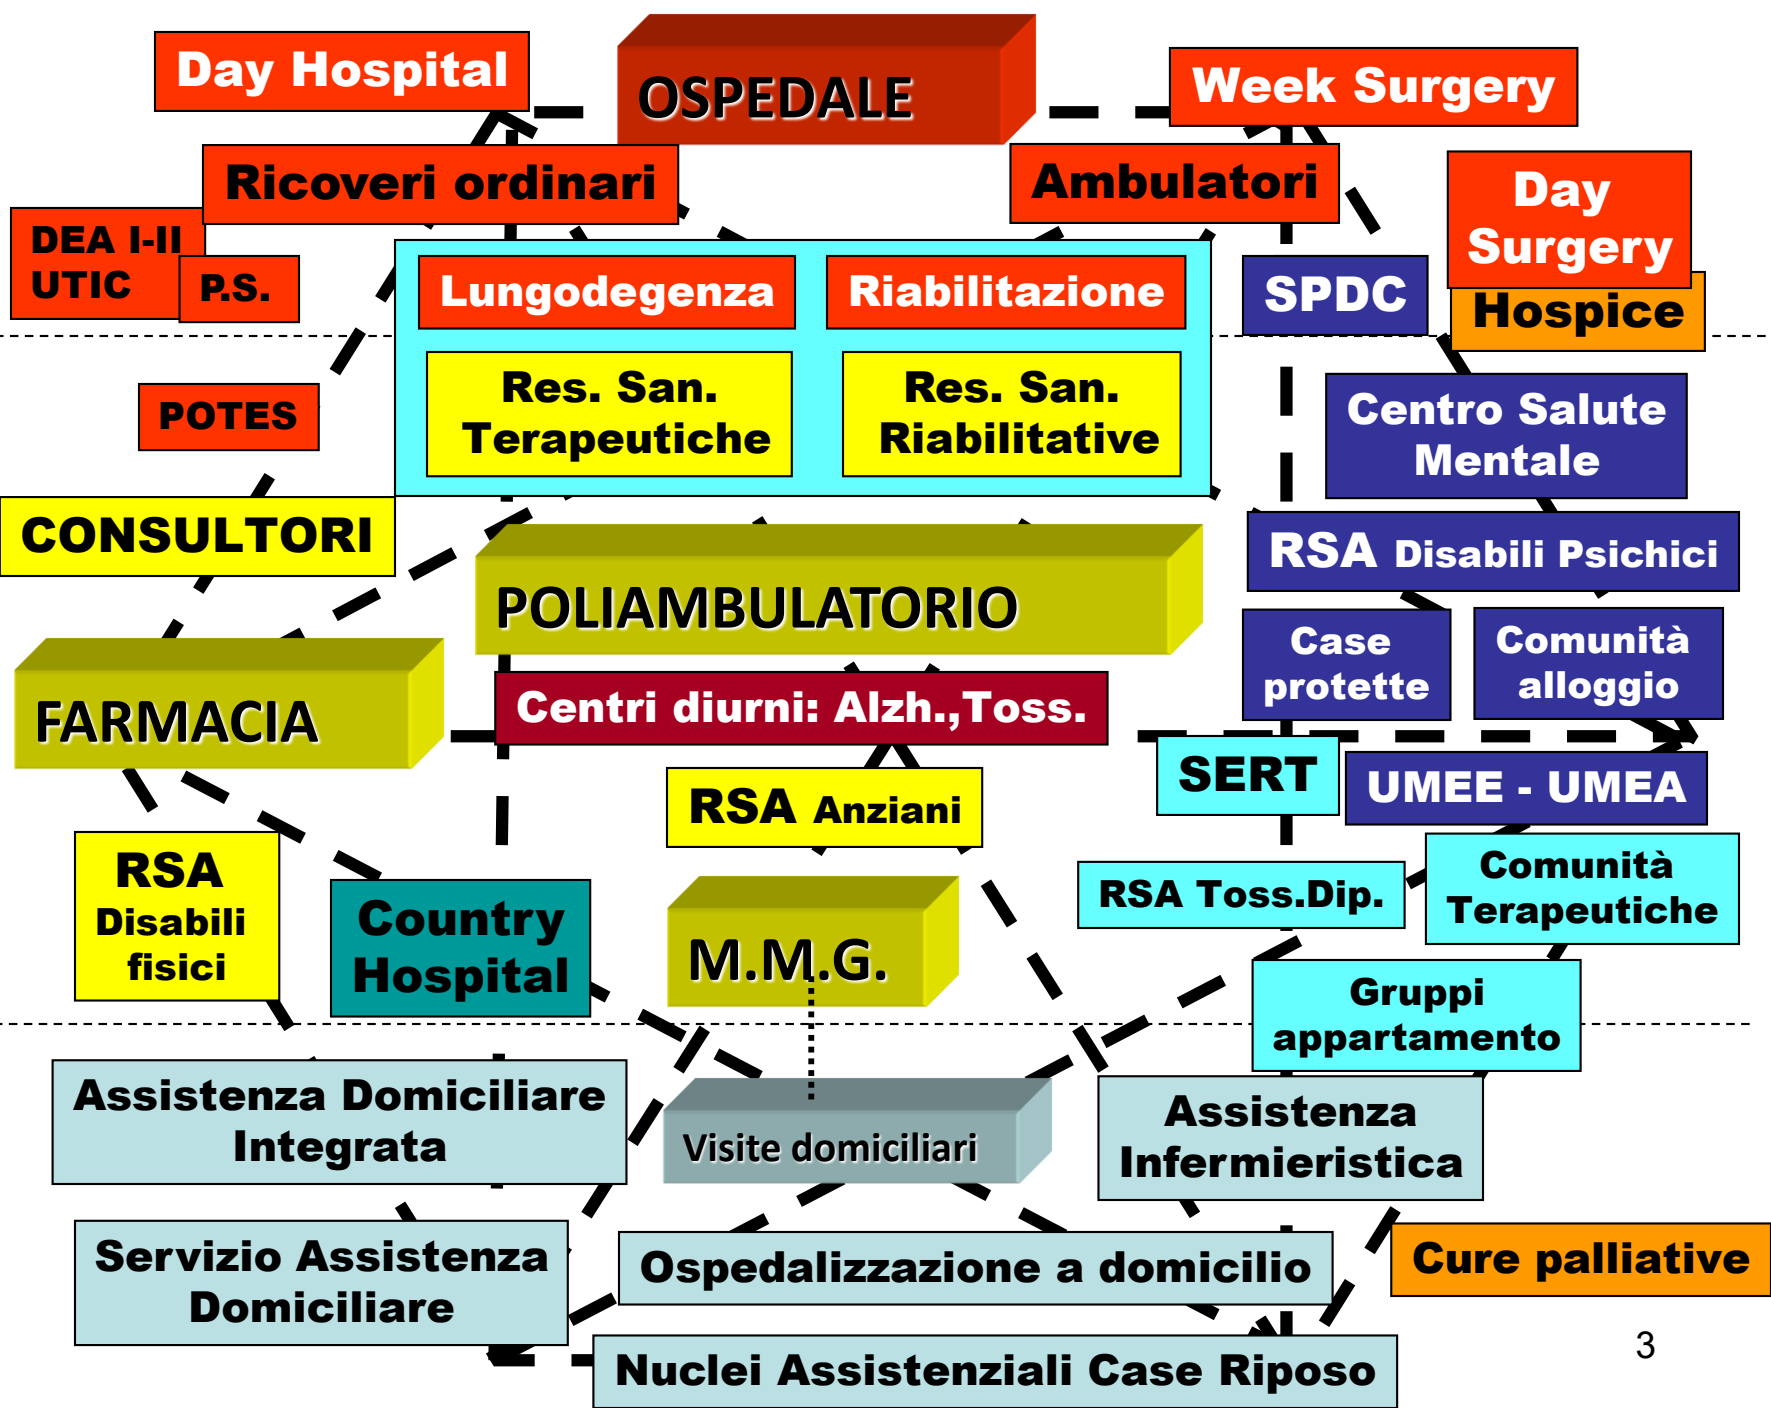 Day Hospital
OSPEDALE
Week Surgery
Ricoveri ordinari
Ambulatori
Day
Surgery
DEA I-II
UTIC
P.S.
Lungodegenza
Riabilitazione
SPDC
Hospice
POTES
Res. San.
Terapeutiche
Res. San.
Riabilitative
Centro Salute
Mentale
CONSULTORI
POLIAMBULATORIO
RSA Disabili Psichici
FARMACIA
Centri diurni: Alzh.,Toss.
Case
protette
Comunità
alloggio
RSA Anziani
SERT
UMEE - UMEA
RSA
Disabili
fisici
Country
Hospital
M.M.G.
RSA Toss.Dip.
Comunità
Terapeutiche
Gruppi
appartamento
Assistenza Domiciliare
Integrata
Visite domiciliari
Assistenza
Infermieristica
Servizio Assistenza
Domiciliare
Ospedalizzazione a domicilio
Cure palliative
Nuclei Assistenziali Case Riposo
3